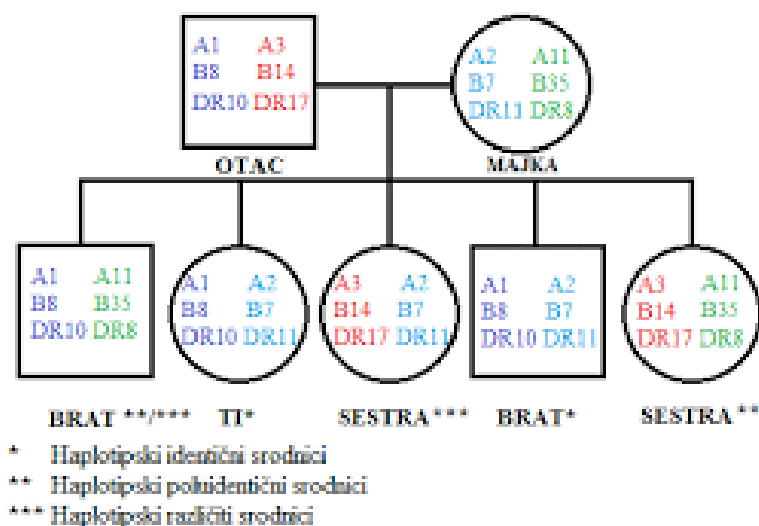 A1 A3
B8 B14
DR10 DR17
OTAC
A2 A11
B7 B35
DR11 DR8
MAJKA
A1 A11
B8 B35
DR10 DR8
BRAT **/***
A1 A2
B8 B7
DR10 DR11
TI*
A3 A2
B14 B7
DR17 DR11
SESTRA***
A1 A2
B8 B7
DR10 DR11
BRAT*
A3 A11
B14 B35
DR17 DR8
SESTRA**
* Haplotipski identični srodnici
** Haplotipski poluidentični srodnici
*** Haplotipski različiti srodnici